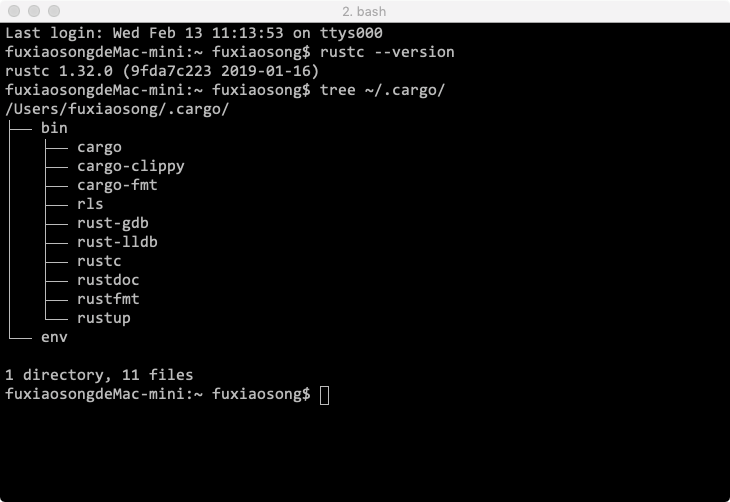 2. bash
Last login: Wed Feb 13 11:13:53 on ttys000
fuxiaosongdeMac-mini:~ fuxiaosong$ rustc --version
rustc 1.32.0 (9fda7c223 2019-01-16)
fuxiaosongdeMac-mini:~ fuxiaosong$ tree ~/.cargo/
/Users/fuxiaosong/.cargo/
├── bin
│   ├── cargo
│   ├── cargo-clippy
│   ├── cargo-fmt
│   ├── rls
│   ├── rust-gdb
│   ├── rust-lldb
│   ├── rustc
│   ├── rustdoc
│   ├── rustfmt
│   └── rustup
└── env
1 directory, 11 files
fuxiaosongdeMac-mini:~ fuxiaosong$